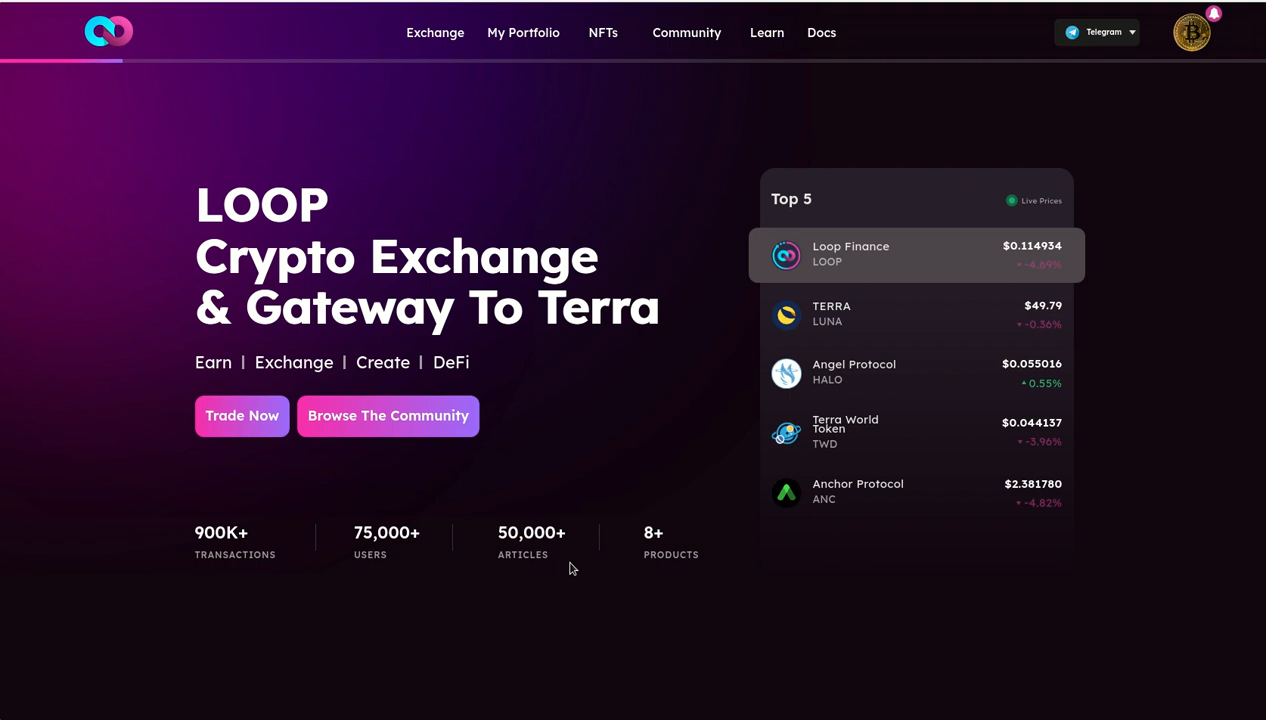 Exchange My Portfolio NFTs Community Learn Docs
Telegram
LOOP
Crypto Exchange
& Gateway To Terra
Earn | Exchange | Create | DeFi
Trade Now
Browse The Community
900K+
TRANSACTIONS
75,000+
USERS
50,000+
ARTICLES
8+
PRODUCTS
Top 5
Live Prices
Loop Finance
LOOP
$0.114934
-4.69%
TERRA
LUNA
$49.79
-0.36%
Angel Protocol
HALO
$0.055016
0.55%
Terra World
Token
TWD
$0.044137
-3.96%
Anchor Protocol
ANC
$2.381780
-4.82%